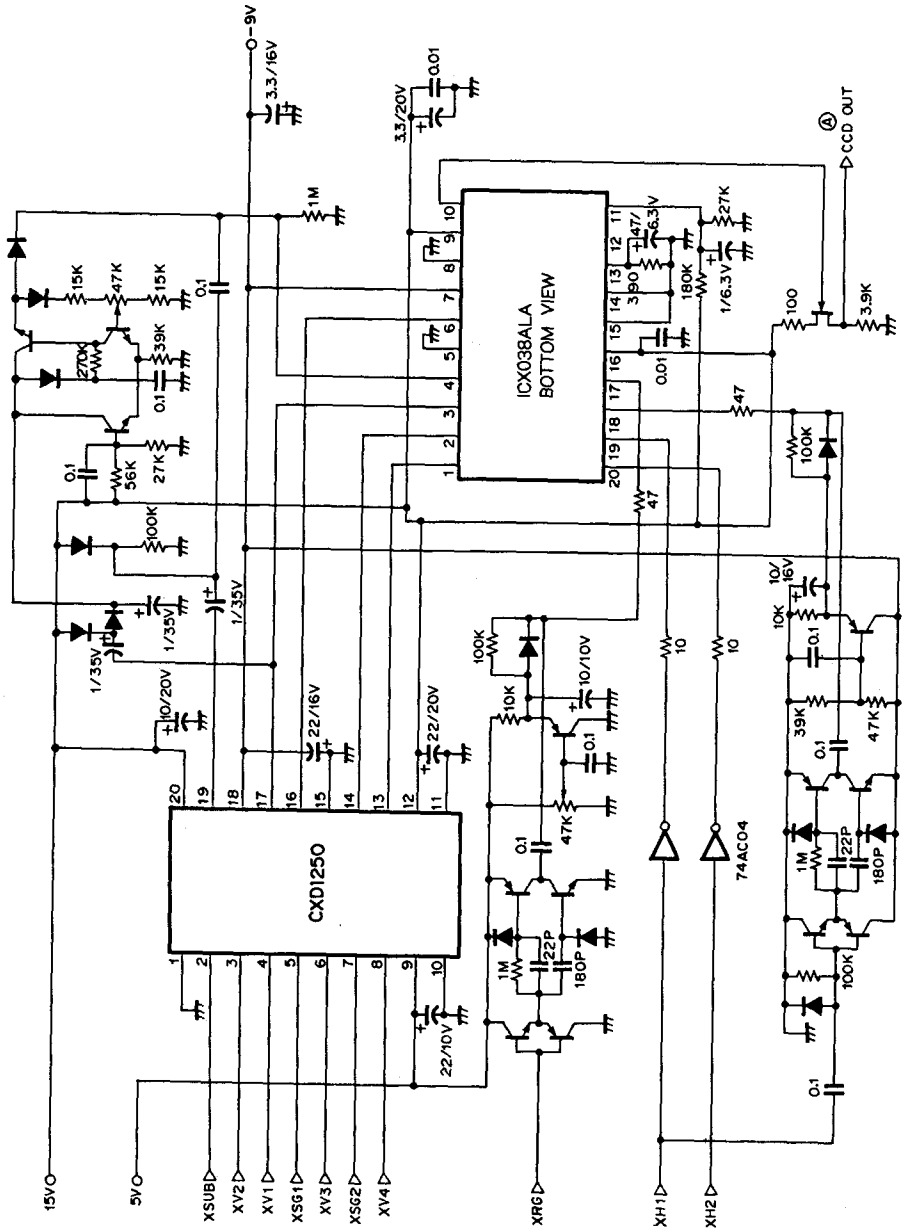 15V
5V
XSUB
XV2
XV1
XSG1
XV3
XSG2
XV4
XRG
XH1
XH2
CXD1250
1
2
3
4
5
6
7
8
9
10
20
19
18
17
16
15
14
13
12
11
22/10V
10/20V
1/35V
1/35V
1/35V
22/16V
22/20V
100K
0.1
56K
27K
0.1
270K
39K
15K
47K
15K
0.1
1M
-9V
3.3/16V
3.3/20V
0.01
ICX038ALA
BOTTOM VIEW
1
2
3
4
5
6
7
8
9
10
20
19
18
17
16
15
14
13
12
11
0.01
3.90
47/
6.3V
180K
1/6.3V
27K
100
3.9K
A
CCD OUT
47
47
100K
10
10
74AC04
1M
22P
180P
0.1
47K
0.1
10K
100K
10/10V
0.1
100K
1M
22P
180P
0.1
39K
47K
0.1
10K
10/
16V